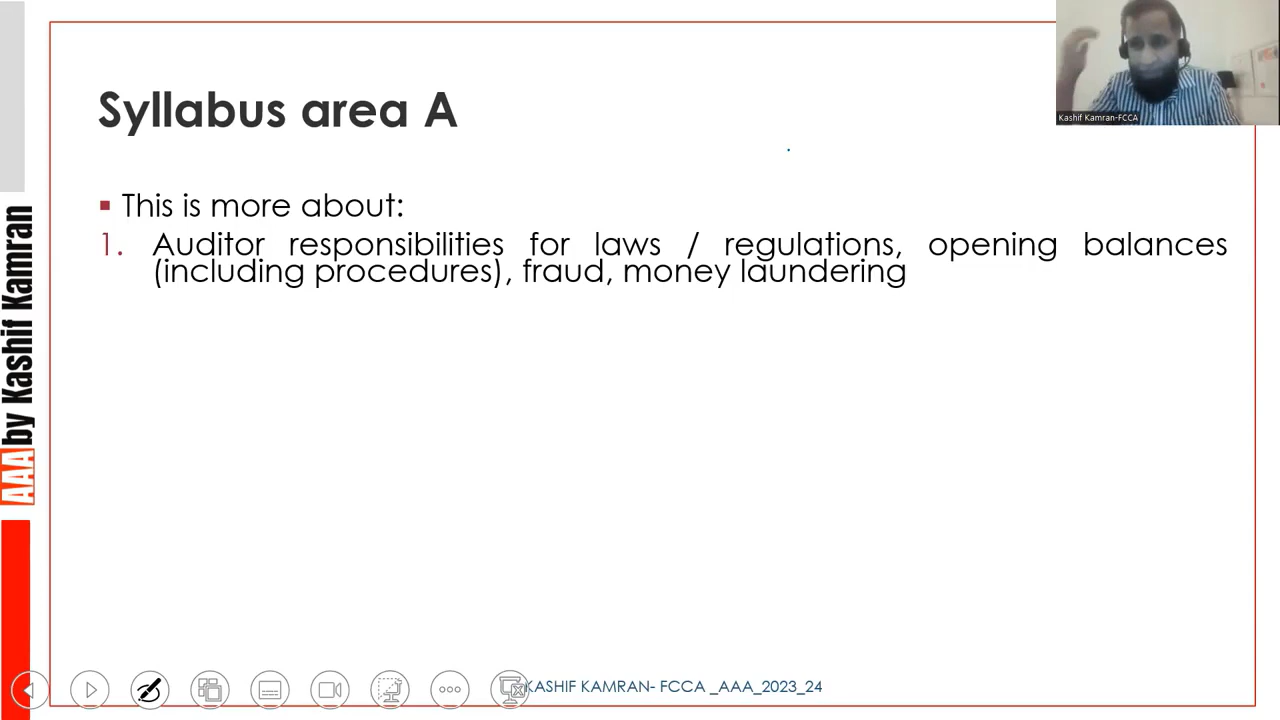 Syllabus area A
Kashif Kamran-FCCA
This is more about:
1. Auditor responsibilities for laws / regulations, opening balances
(including procedures), fraud, money laundering
AAA by Kashif Kamran
KASHIF KAMRAN- FCCA _AAA_2023_24